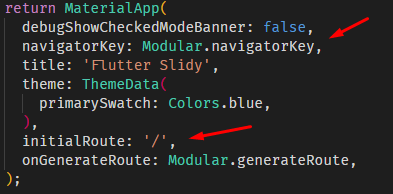 return MaterialApp(
debugShowCheckedModeBanner: false,
navigatorKey: Modular.navigatorKey,
title: 'Flutter Slidy',
theme: ThemeData(
primarySwatch: Colors.blue,
),
initialRoute: '/',
onGenerateRoute: Modular.generateRoute,
);